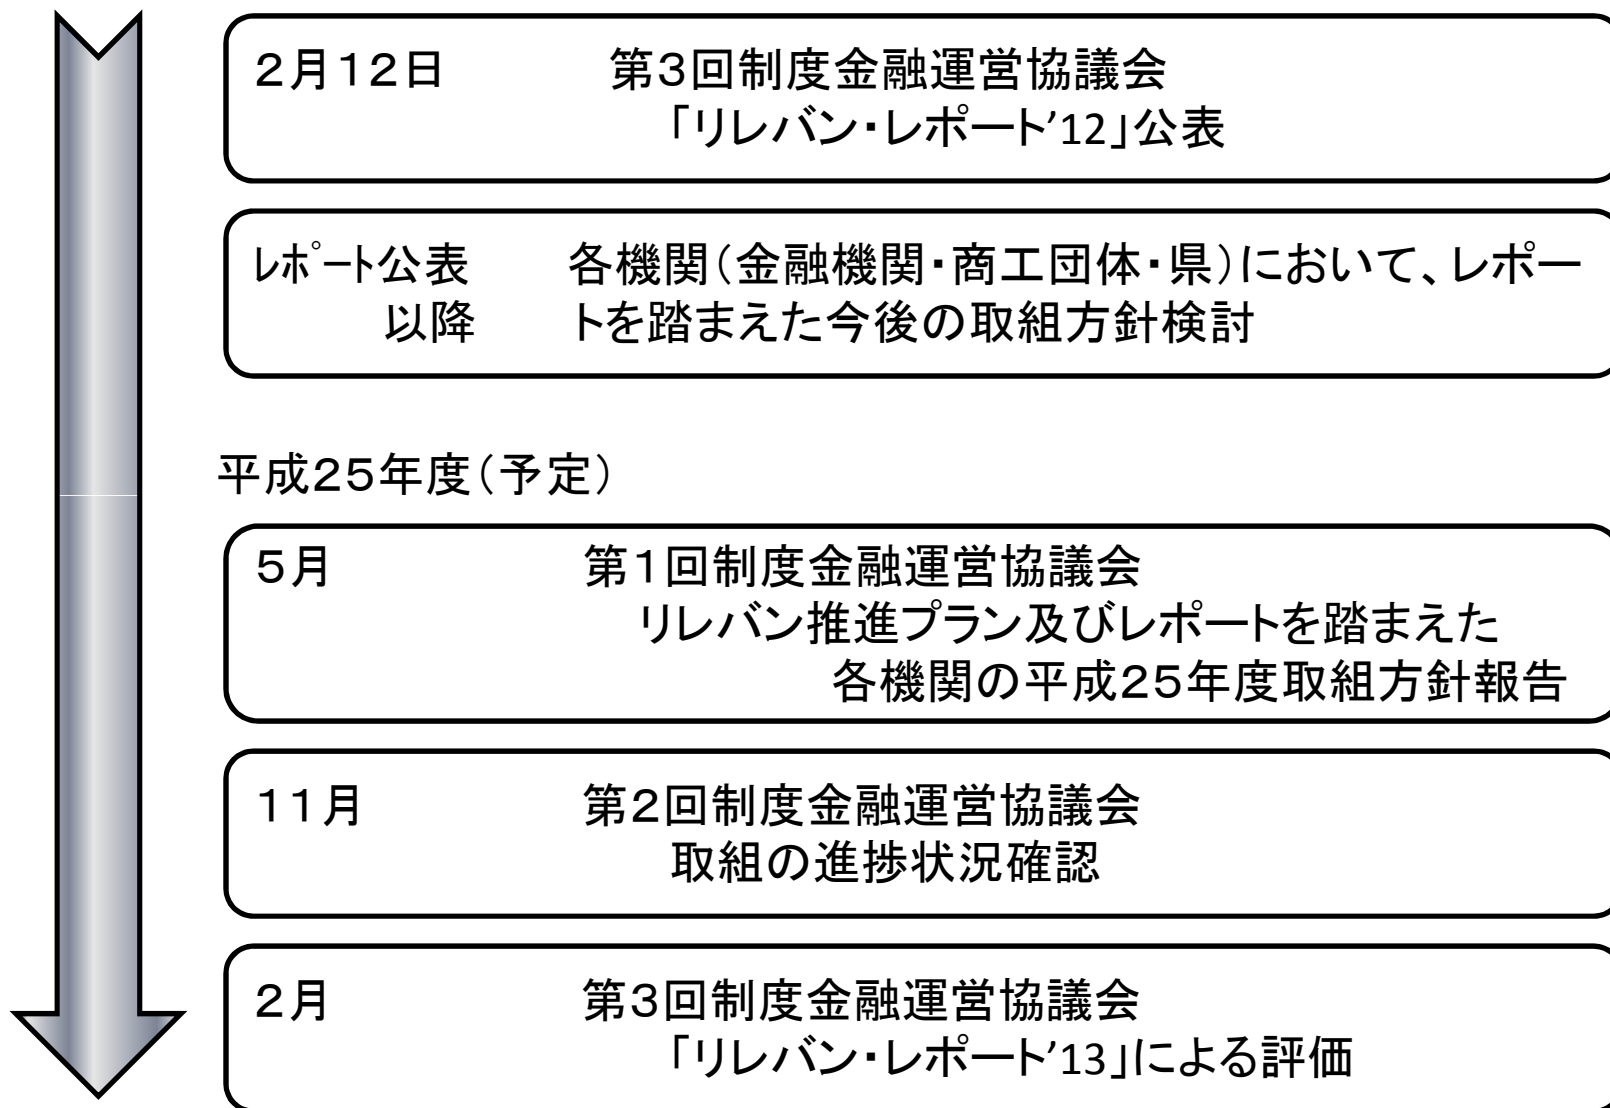 2月12日 第3回制度金融運営協議会
「リレバン・レポート’12」公表
ﾚﾎﾟｰﾄ公表 各機関(金融機関・商工団体・県)において、レポー
以降 トを踏まえた今後の取組方針検討
平成25年度(予定)
5月 第1回制度金融運営協議会
リレバン推進プラン及びレポートを踏まえた
各機関の平成25年度取組方針報告
11月 第2回制度金融運営協議会
取組の進捗状況確認
2月 第3回制度金融運営協議会
「リレバン・レポート’13」による評価